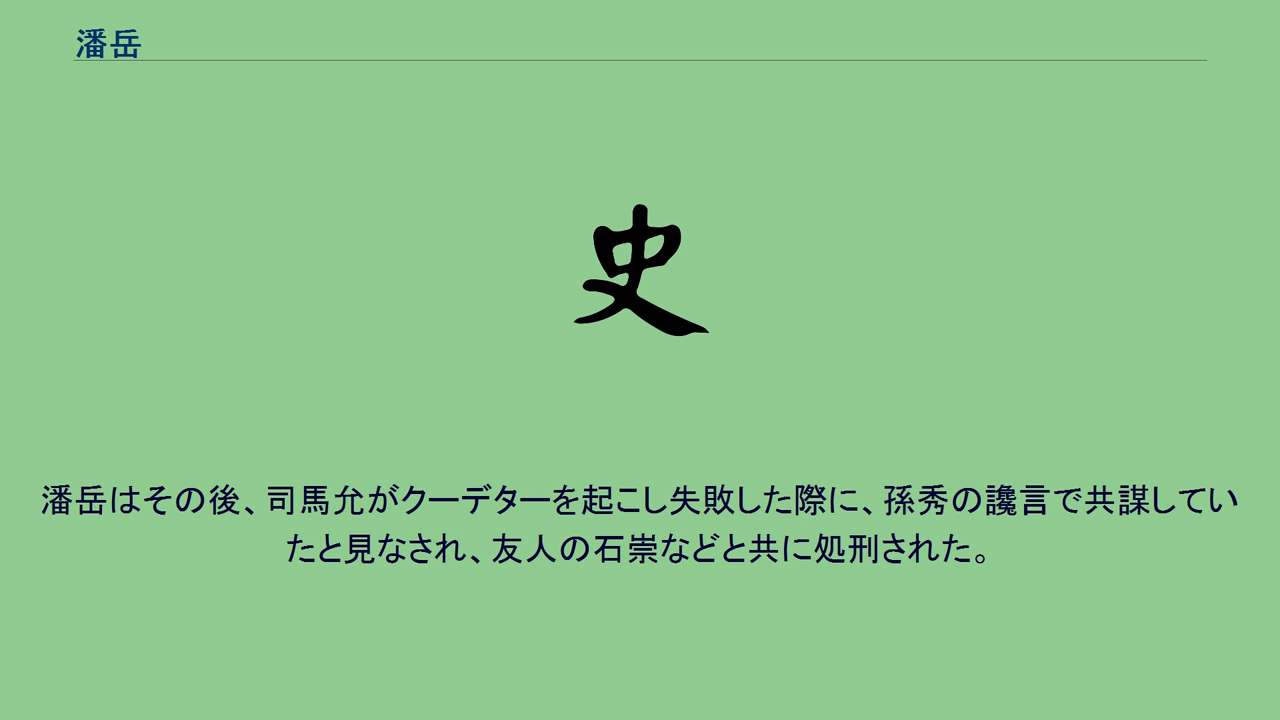 潘岳
史
潘岳はその後、司馬允がクーデターを起こし失敗した際に、孫秀の讒言で共謀してい
たと見なされ、友人の石崇などと共に処刑された。